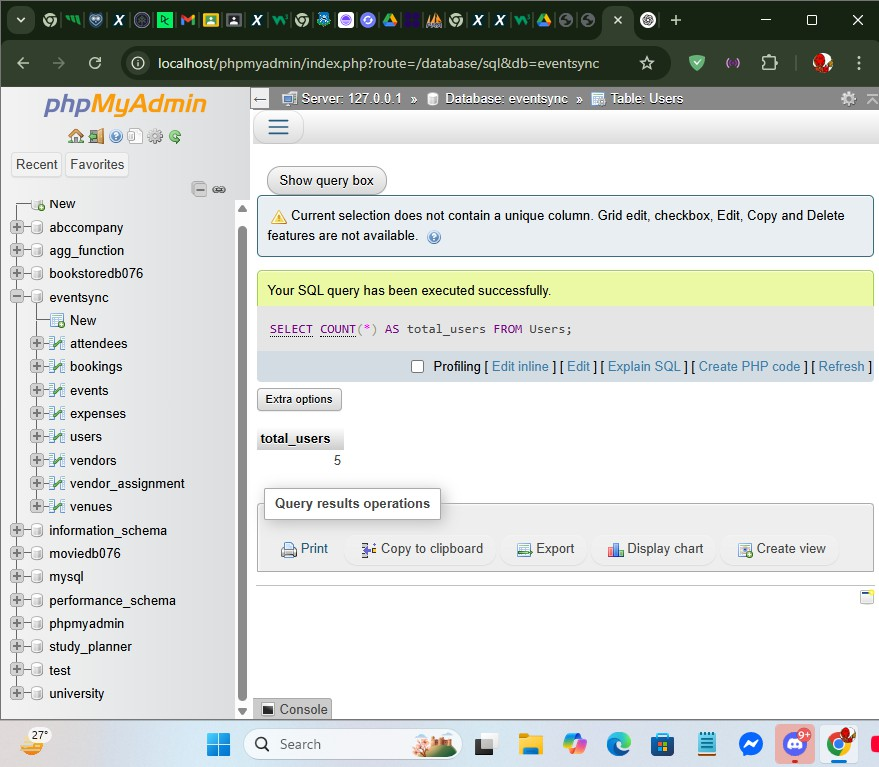 localhost/phpmyadmin/index.php?route=/database/sql&db=eventsync
phpMyAdmin
Recent
Favorites
New
abccompany
agg_function
bookstoredb076
eventsync
New
attendees
bookings
events
expenses
users
vendors
vendor_assignment
venues
information_schema
moviedb076
mysql
performance_schema
phpmyadmin
study_planner
test
university
Server: 127.0.0.1 » Database: eventsync » Table: Users
Show query box
Current selection does not contain a unique column. Grid edit, checkbox, Edit, Copy and Delete
features are not available.
Your SQL query has been executed successfully.
SELECT COUNT(*) AS total_users FROM Users;
Profiling [ Edit inline ] [ Edit ] [ Explain SQL ] [ Create PHP code ] [ Refresh ]
Extra options
total_users
5
Query results operations
Print
Copy to clipboard
Export
Display chart
Create view
Console
27°
Search
9+